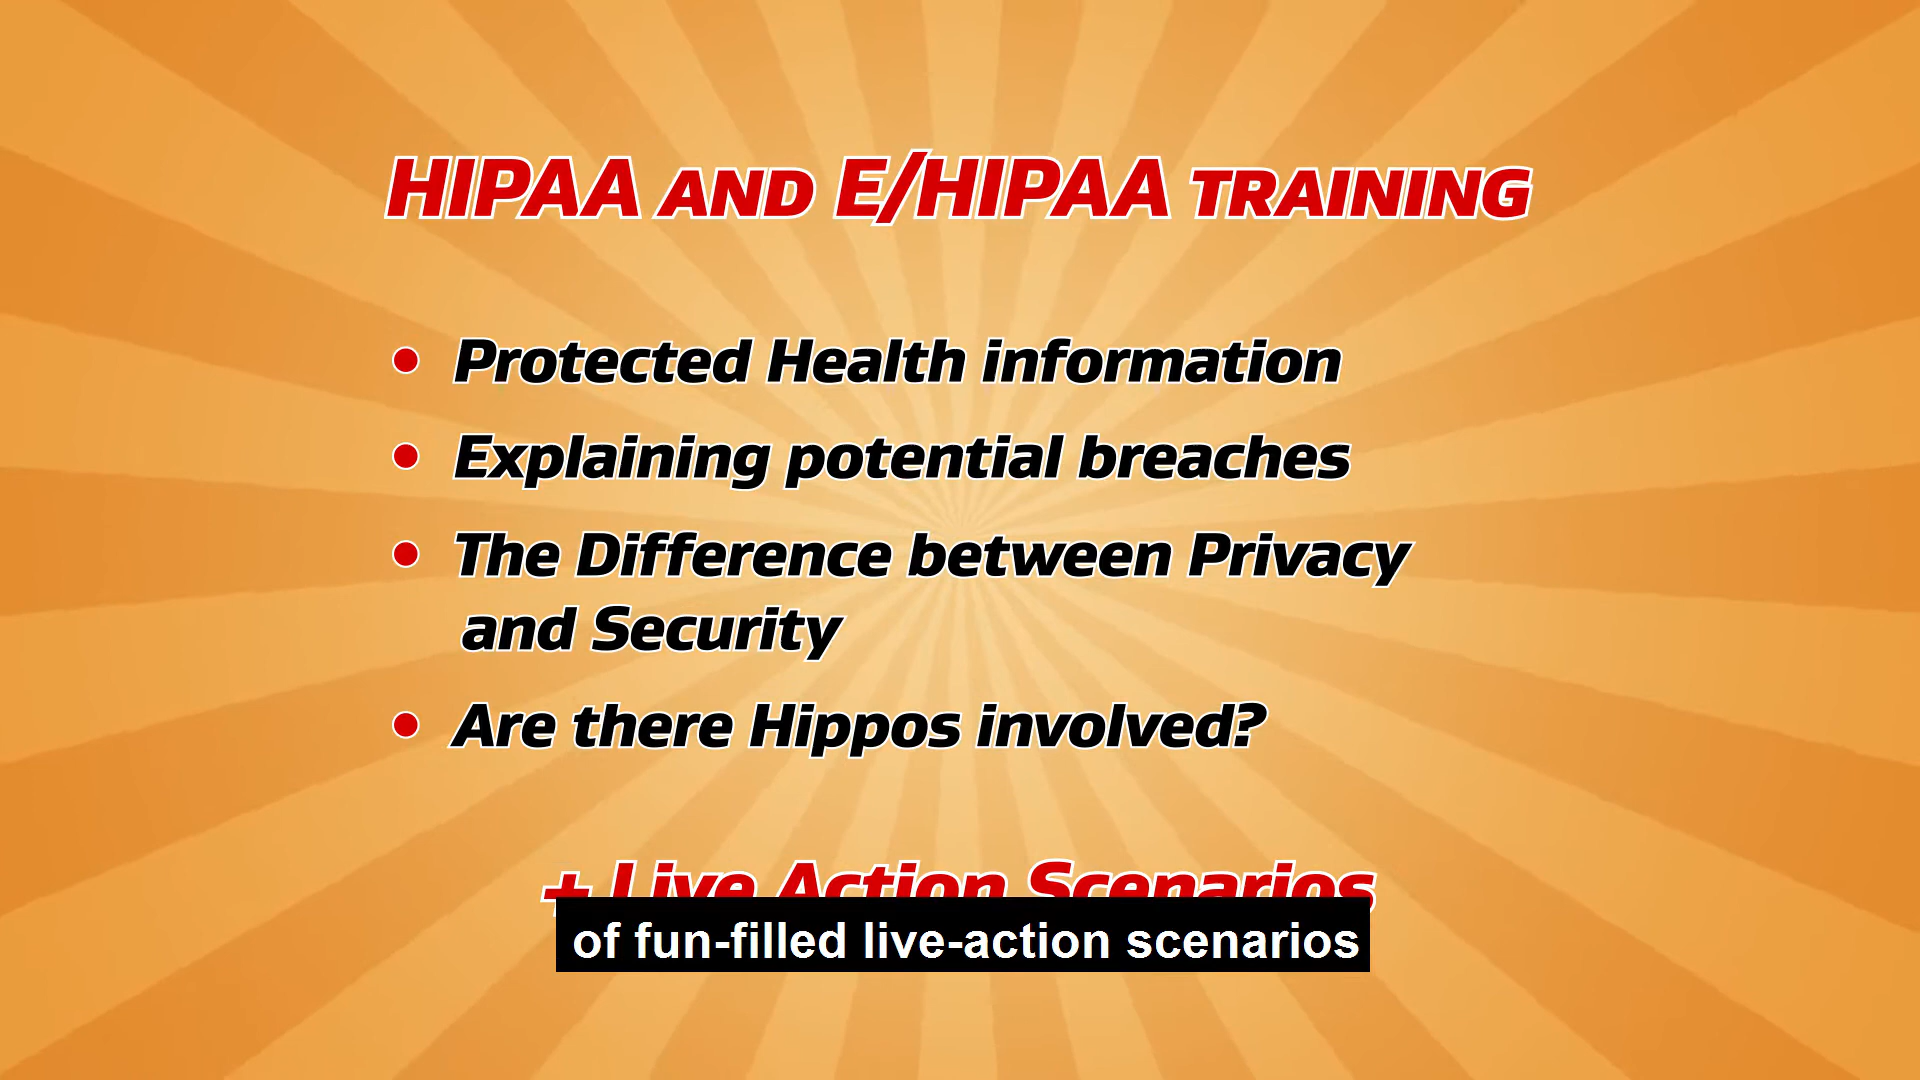 HIPAA AND E/HIPAA TRAINING
• Protected Health information
• Explaining potential breaches
• The Difference between Privacy
and Security
• Are there Hippos involved?
+ Live Action Scenarios
of fun-filled live-action scenarios